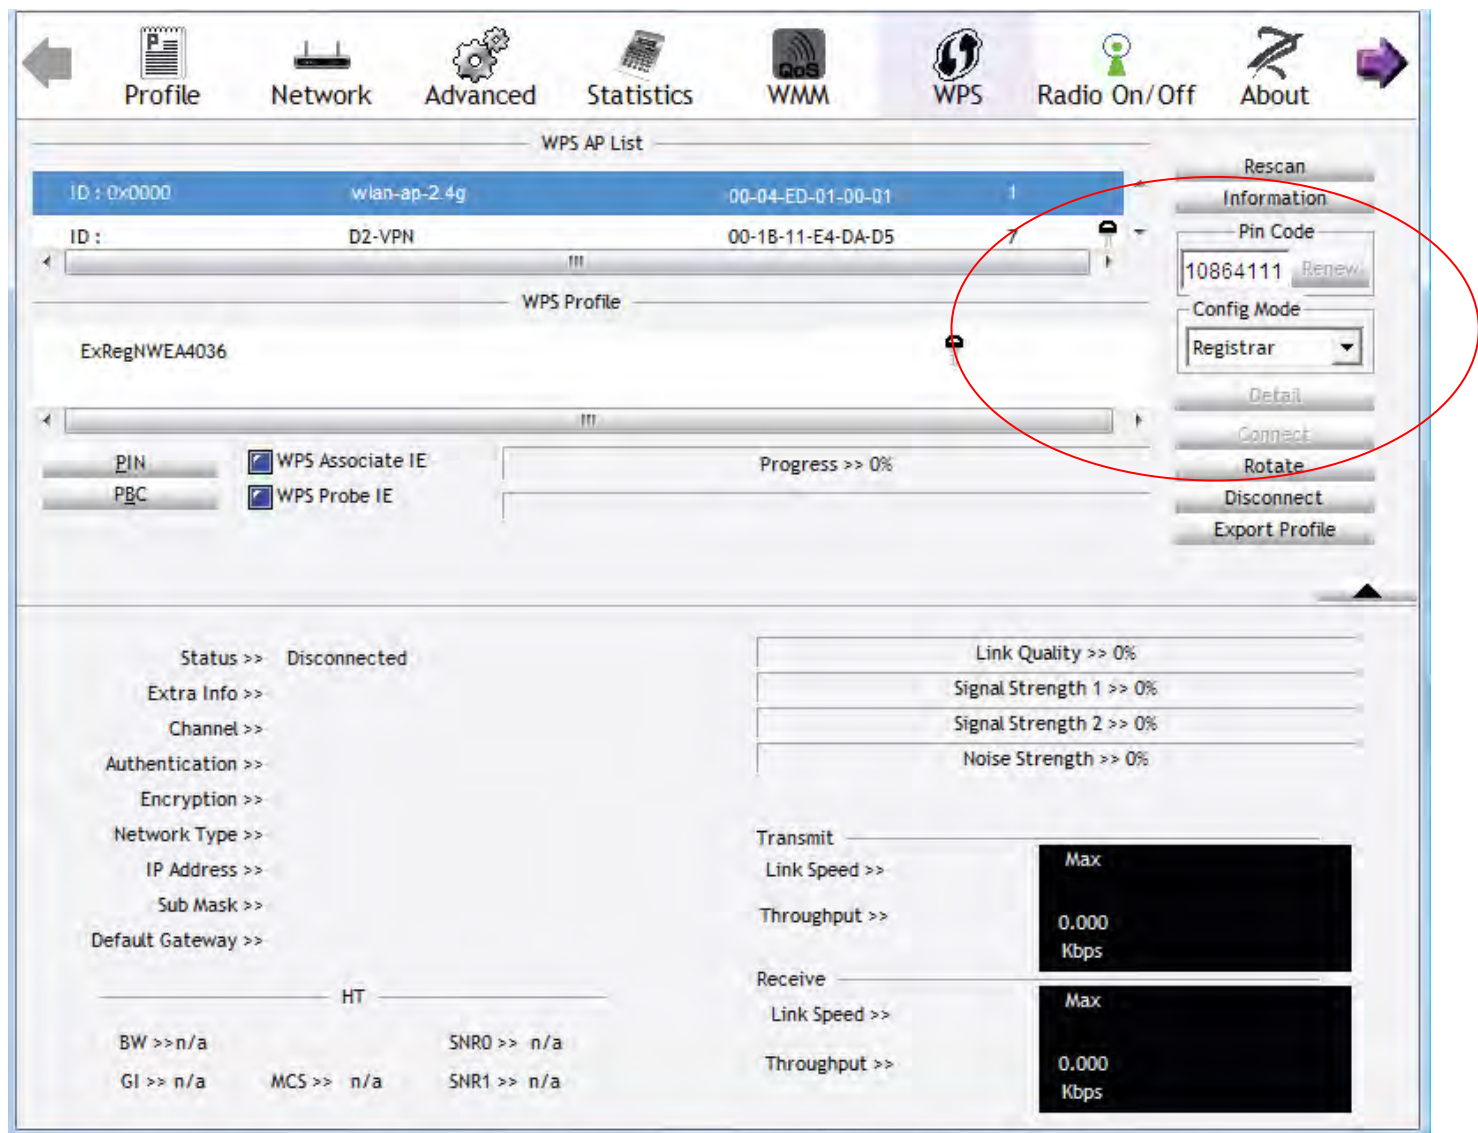 Profile Network Advanced Statistics QoS WMM WPS Radio On/Off About
WPS AP List
ID : 0x0000 wlan-ap-2.4g 00-04-ED-01-00-01 1
ID : D2-VPN 00-1B-11-E4-DA-D5 7
WPS Profile
ExRegNWEA4036
PIN
PBC
WPS Associate IE
WPS Probe IE
Progress >> 0%
Rescan
Information
Pin Code
10864111 Renew
Config Mode
Registrar
Detail
Connect
Rotate
Disconnect
Export Profile
Status >> Disconnected
Extra Info >>
Channel >>
Authentication >>
Encryption >>
Network Type >>
IP Address >>
Sub Mask >>
Default Gateway >>
HT
BW >>n/a SNR0 >> n/a
GI >> n/a MCS >> n/a SNR1 >> n/a
Link Quality >> 0%
Signal Strength 1 >> 0%
Signal Strength 2 >> 0%
Noise Strength >> 0%
Transmit
Link Speed >>
Throughput >>
Max
0.000
Kbps
Receive
Link Speed >>
Throughput >>
Max
0.000
Kbps